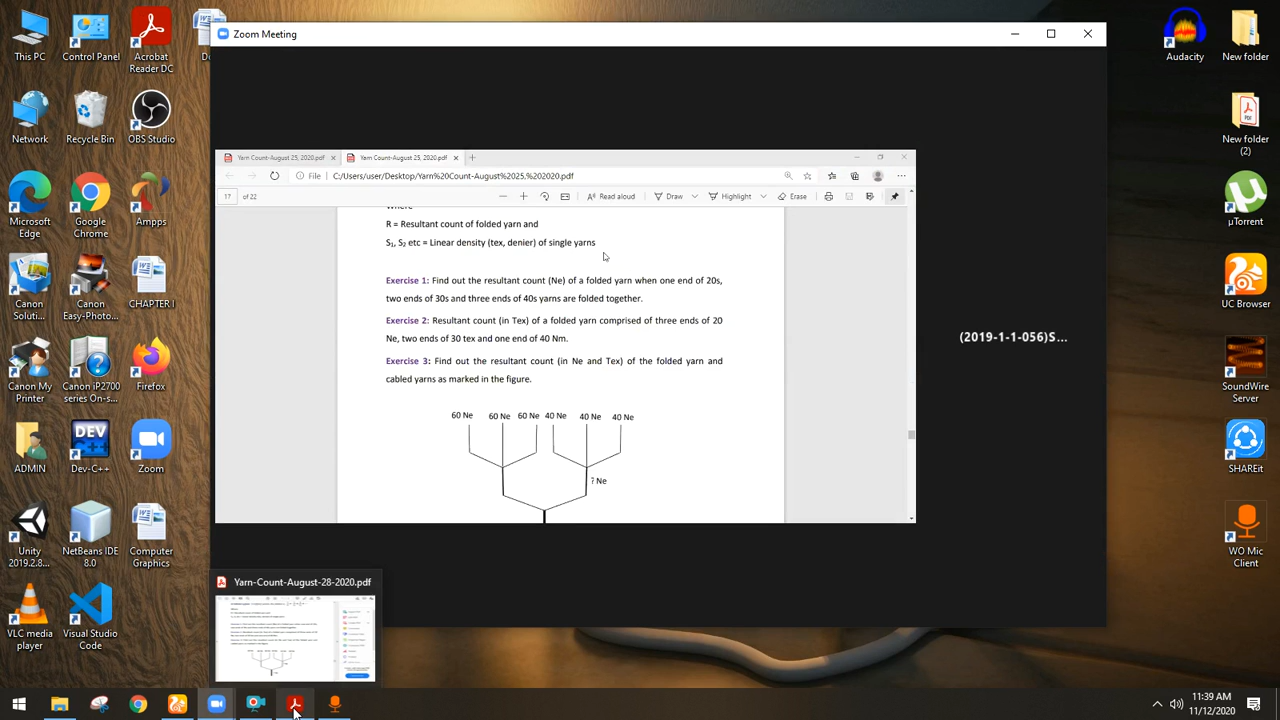 This PC
Control Panel
Acrobat
Reader DC
Zoom Meeting
Audacity
New folder
Network
Recycle Bin
OBS Studio
New folder
(2)
Yarn Count-August 25, 2020.pdf
Yarn Count-August 25, 2020.pdf
File
C:/Users/user/Desktop/Yarn%20Count-August%2025,%202020.pdf
17
of 22
Read aloud
Draw
Highlight
Erase
Where
R = Resultant count of folded yarn and
S1, S2 etc = Linear density (tex, denier) of single yarns
Exercise 1: Find out the resultant count (Ne) of a folded yarn when one end of 20s,
two ends of 30s and three ends of 40s yarns are folded together.
Exercise 2: Resultant count (in Tex) of a folded yarn comprised of three ends of 20
Ne, two ends of 30 tex and one end of 40 Nm.
Exercise 3: Find out the resultant count (in Ne and Tex) of the folded yarn and
cabled yarns as marked in the figure.
60 Ne
60 Ne
60 Ne
40 Ne
40 Ne
40 Ne
? Ne
(2019-1-1-056)S...
Microsoft
Edge
Google
Chrome
Ampps
µTorrent
Canon
Soluti...
Canon
Easy-Photo...
CHAPTER I
UC Browser
Canon My
Printer
Canon iP2700
series On-s...
Firefox
SoundWire
Server
ADMIN
DEV
Dev-C++
Zoom
SHAREit
Unity
2019.2.8...
NetBeans IDE
8.0
Computer
Graphics
WO Mic
Client
Yarn-Count-August-28-2020.pdf
player
Code
11:39 AM
11/12/2020